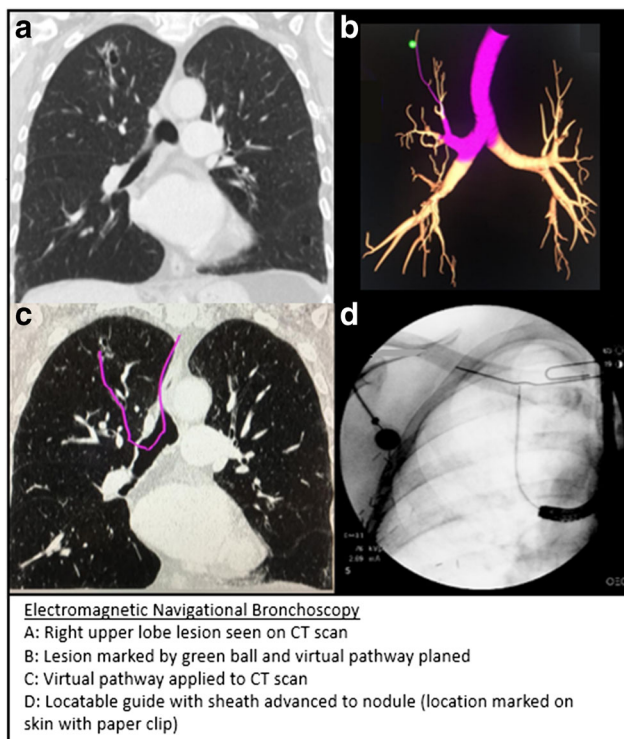 a
b
c
d
S
Electromagnetic Navigational Bronchoscopy
A: Right upper lobe lesion seen on CT scan
B: Lesion marked by green ball and virtual pathway planed
C: Virtual pathway applied to CT scan
D: Locatable guide with sheath advanced to nodule (location marked on
skin with paper clip)